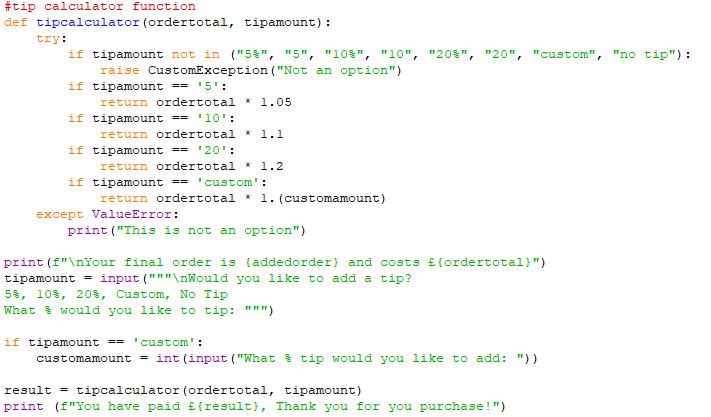 #tip calculator function
def tipcalculator(ordertotal, tipamount):
    try:
        if tipamount not in ("5%", "5", "10%", "10", "20%", "20", "custom", "no tip"):
            raise CustomException("Not an option")
        if tipamount == '5':
            return ordertotal * 1.05
        if tipamount == '10':
            return ordertotal * 1.1
        if tipamount == '20':
            return ordertotal * 1.2
        if tipamount == 'custom':
            return ordertotal * 1.(customamount)
    except ValueError:
        print("This is not an option")

print(f"\nYour final order is {addedorder} and costs £{ordertotal}")
tipamount = input("""\nWould you like to add a tip?
5%, 10%, 20%, Custom, No Tip
What % would you like to tip: """)

if tipamount == 'custom':
    customamount = int(input("What % tip would you like to add: "))

result = tipcalculator(ordertotal, tipamount)
print (f"You have paid £{result}, Thank you for you purchase!")